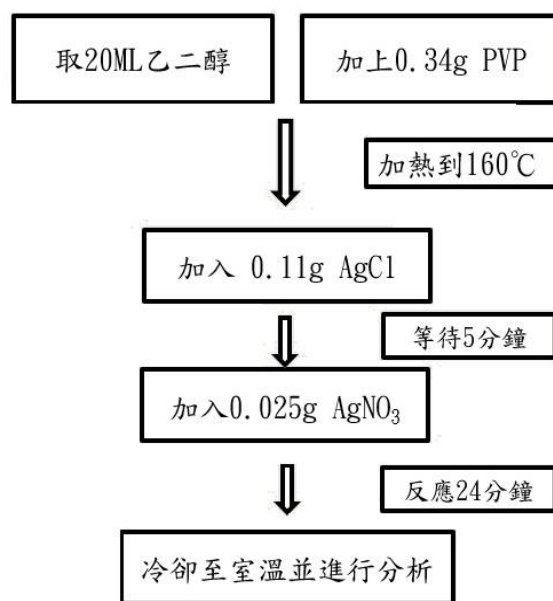 取20ML乙二醇
加上0.34g PVP
加熱到160℃
加入 0.11g AgCl
等待5分鐘
加入0.025g AgNO₃
反應24分鐘
冷卻至室溫並進行分析